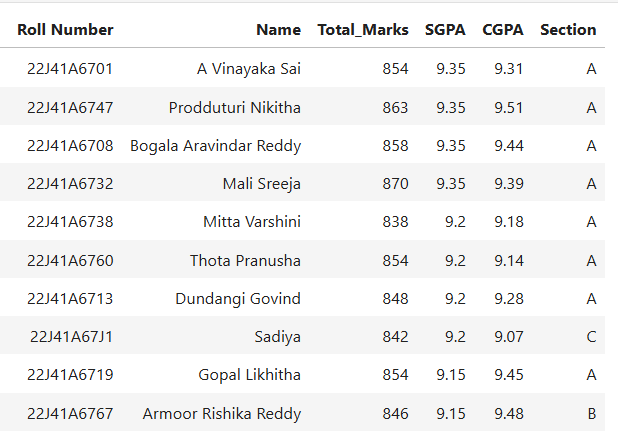 Roll Number Name Total_Marks SGPA CGPA Section
22J41A6701 A Vinayaka Sai 854 9.35 9.31 A
22J41A6747 Prodduturi Nikitha 863 9.35 9.51 A
22J41A6708 Bogala Aravindar Reddy 858 9.35 9.44 A
22J41A6732 Mali Sreeja 870 9.35 9.39 A
22J41A6738 Mitta Varshini 838 9.2 9.18 A
22J41A6760 Thota Pranusha 854 9.2 9.14 A
22J41A6713 Dundangi Govind 848 9.2 9.28 A
22J41A67J1 Sadiya 842 9.2 9.07 C
22J41A6719 Gopal Likhitha 854 9.15 9.45 A
22J41A6767 Armoor Rishika Reddy 846 9.15 9.48 B